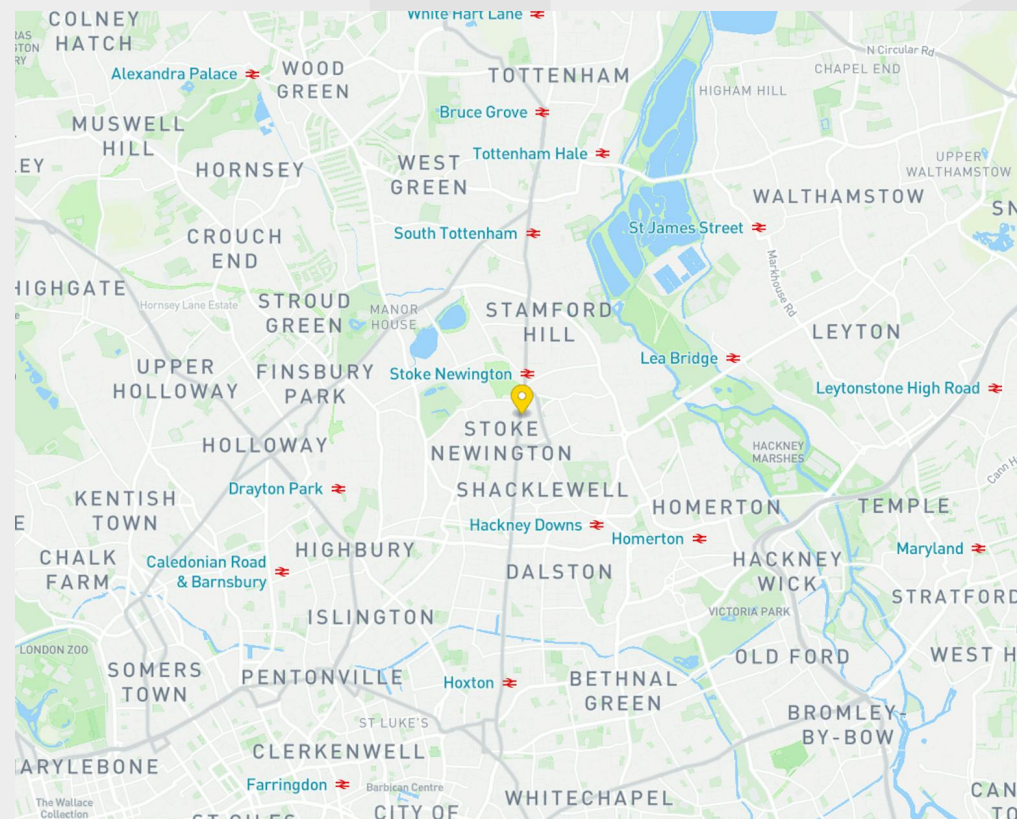 White Hart Lane
COLNEY
HATCH
N Circular Rd
Alexandra Palace
WOOD
GREEN
TOTTENHAM
CHAPEL END
HIGHAM HILL
Bruce Grove
MUSWELL
HILL
Tottenham Hale
HORNSEY
WEST
GREEN
UPPER
WALTHAMSTOW
WALTHAMSTOW
SN
St James Street
South Tottenham
CROUCH
END
Markhouse Rd
HIGHGATE
Hornsey Lane Estate
STROUD
GREEN
MANOR
HOUSE
STAMFORD
HILL
LEYTON
Lea Bridge
UPPER
HOLLOWAY
FINSBURY
PARK
Stoke Newington
Leytonstone High Road
STOKE
NEWINGTON
HOLLOWAY
HACKNEY
MARSHES
Cann H
Drayton Park
SHACKLEWELL
KENTISH
TOWN
HOMERTON
TEMPLE
Hackney Downs
Homerton
Maryland
HIGHBURY
CHALK
FARM
Caledonian Road
& Barnsbury
DALSTON
HACKNEY
WICK
STRATFORD
ISLINGTON
VICTORIA PARK
LONDON ZOO
OLD FORD
WEST H
SOMERS
TOWN
PENTONVILLE
Hoxton
BETHNAL
GREEN
ST LUKE'S
BROMLEY-
BY-BOW
CLERKENWELL
ARYLEBONE
Farringdon
Barbican Centre
WHITECHAPEL
CAN
TO
The Wallace
Collection
CITY OF